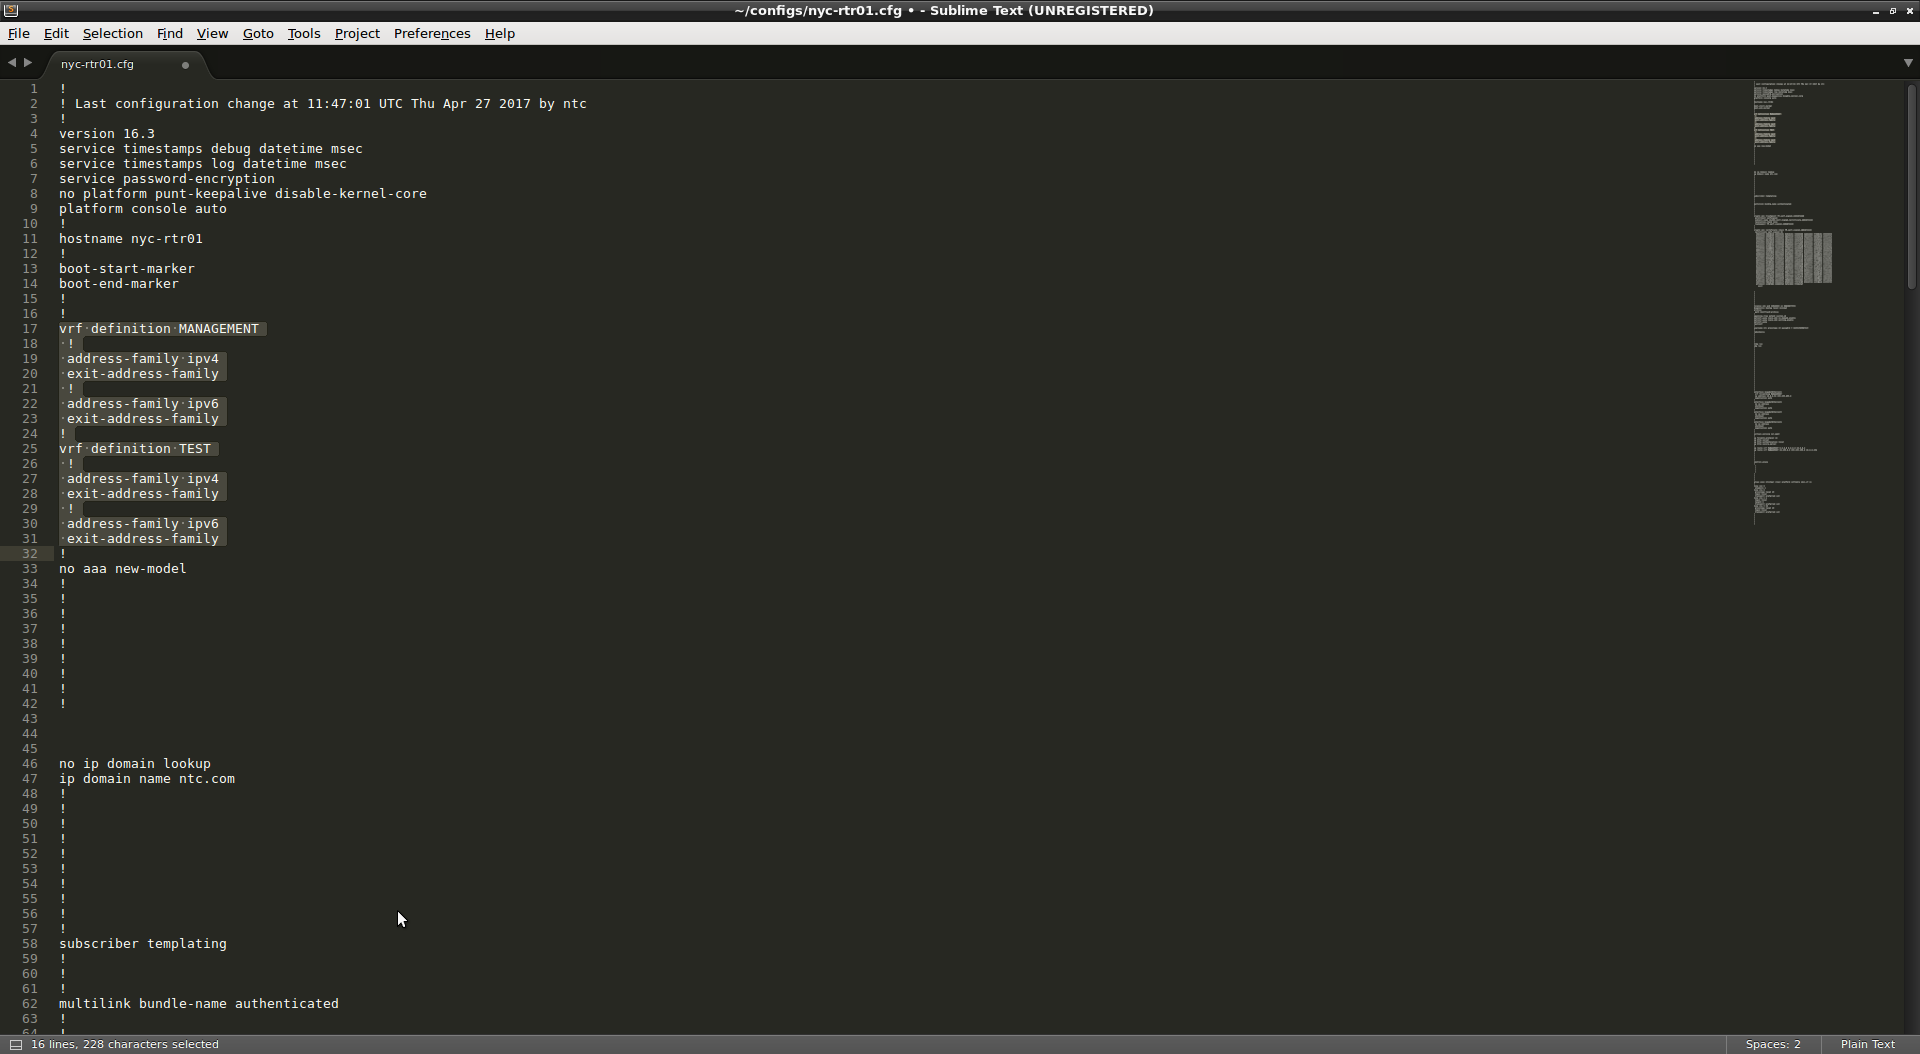 ~/configs/nyc-rtr01.cfg • - Sublime Text (UNREGISTERED)
File Edit Selection Find View Goto Tools Project Preferences Help
nyc-rtr01.cfg
1 !
2 ! Last configuration change at 11:47:01 UTC Thu Apr 27 2017 by ntc
3 !
4 version 16.3
5 service timestamps debug datetime msec
6 service timestamps log datetime msec
7 service password-encryption
8 no platform punt-keepalive disable-kernel-core
9 platform console auto
10 !
11 hostname nyc-rtr01
12 !
13 boot-start-marker
14 boot-end-marker
15 !
16 !
17 vrf definition MANAGEMENT
18  !
19  address-family ipv4
20  exit-address-family
21  !
22  address-family ipv6
23  exit-address-family
24 !
25 vrf definition TEST
26  !
27  address-family ipv4
28  exit-address-family
29  !
30  address-family ipv6
31  exit-address-family
32 !
33 no aaa new-model
34 !
35 !
36 !
37 !
38 !
39 !
40 !
41 !
42 !
43
44
45
46 no ip domain lookup
47 ip domain name ntc.com
48 !
49 !
50 !
51 !
52 !
53 !
54 !
55 !
56 !
57 !
58 subscriber templating
59 !
60 !
61 !
62 multilink bundle-name authenticated
63 !
64 !
16 lines, 228 characters selected Spaces: 2 Plain Text